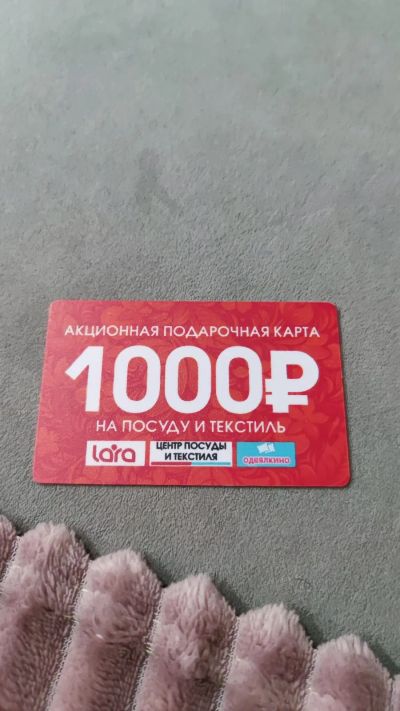 АКЦИОННАЯ ПОДАРОЧНАЯ КАРТА
1000₽
НА ПОСУДУ И ТЕКСТИЛЬ
Lara
ЦЕНТР ПОСУДЫ
И ТЕКСТИЛЯ
одеялкино